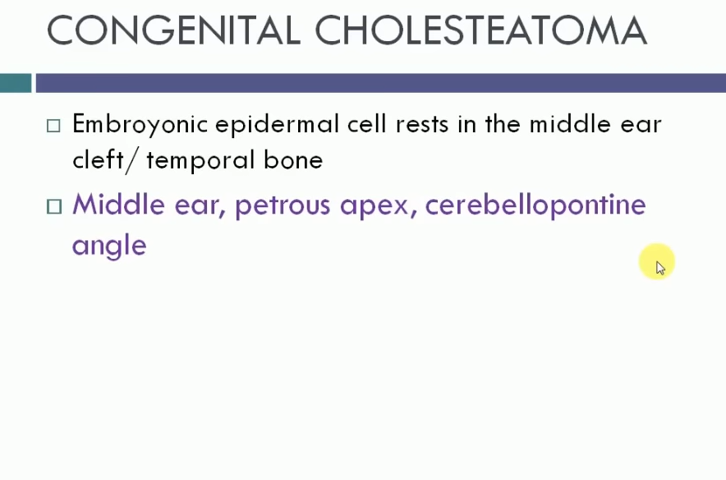 CONGENITAL CHOLESTEATOMA
Embroyonic epidermal cell rests in the middle ear
cleft/ temporal bone
Middle ear, petrous apex, cerebellopontine
angle